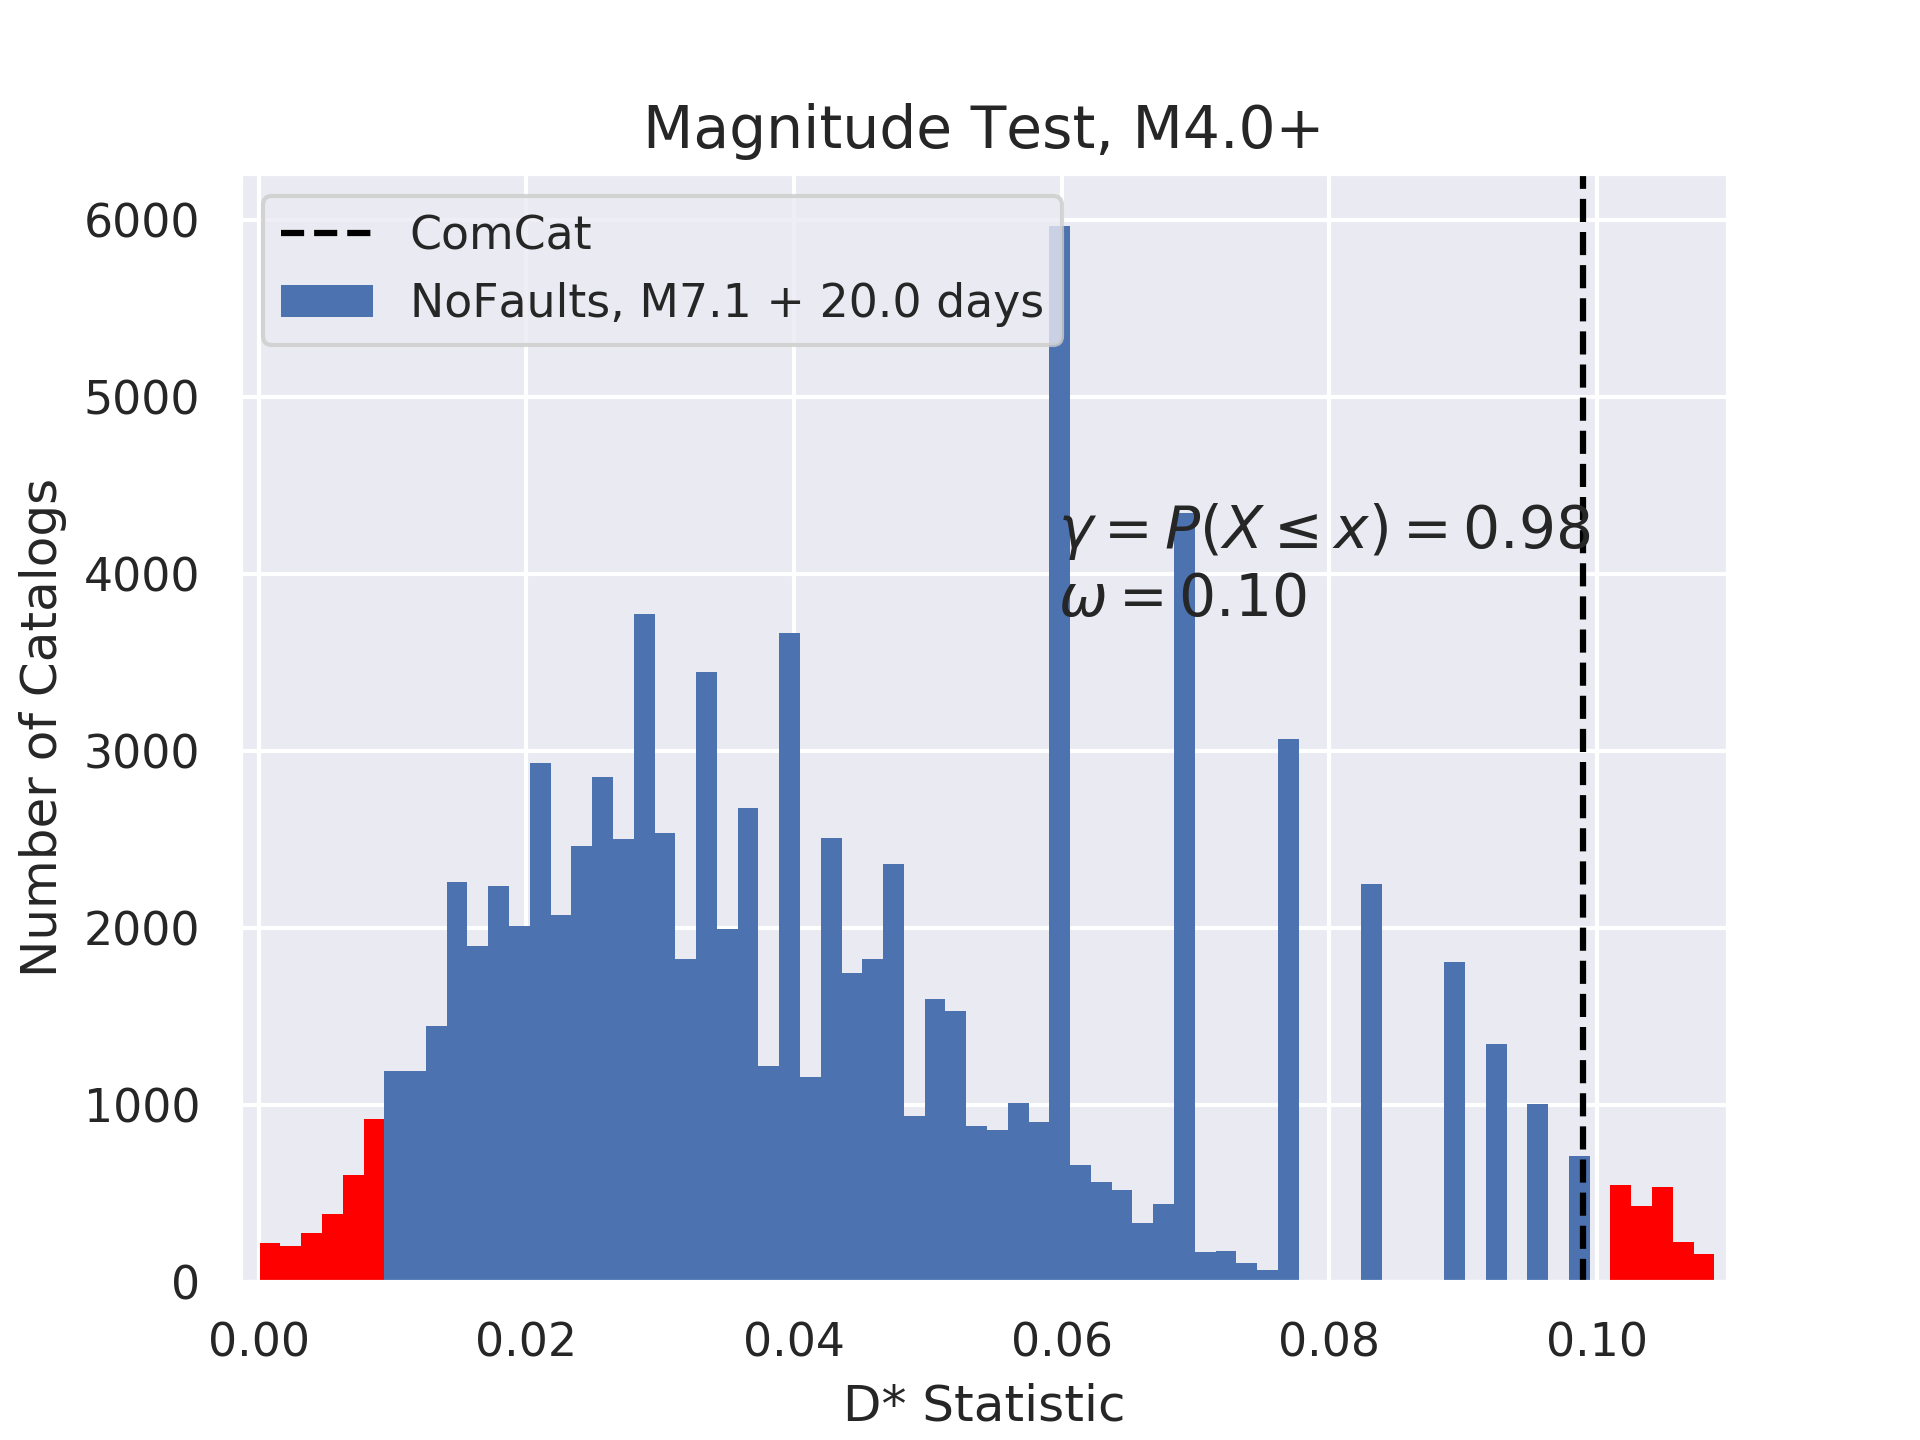 Magnitude Test, M4.0+
ComCat
NoFaults, M7.1 + 20.0 days
γ = P(X ≤ x) = 0.98
ω = 0.10
Number of Catalogs
6000
5000
4000
3000
2000
1000
0
0.00 0.02 0.04 0.06 0.08 0.10
D* Statistic